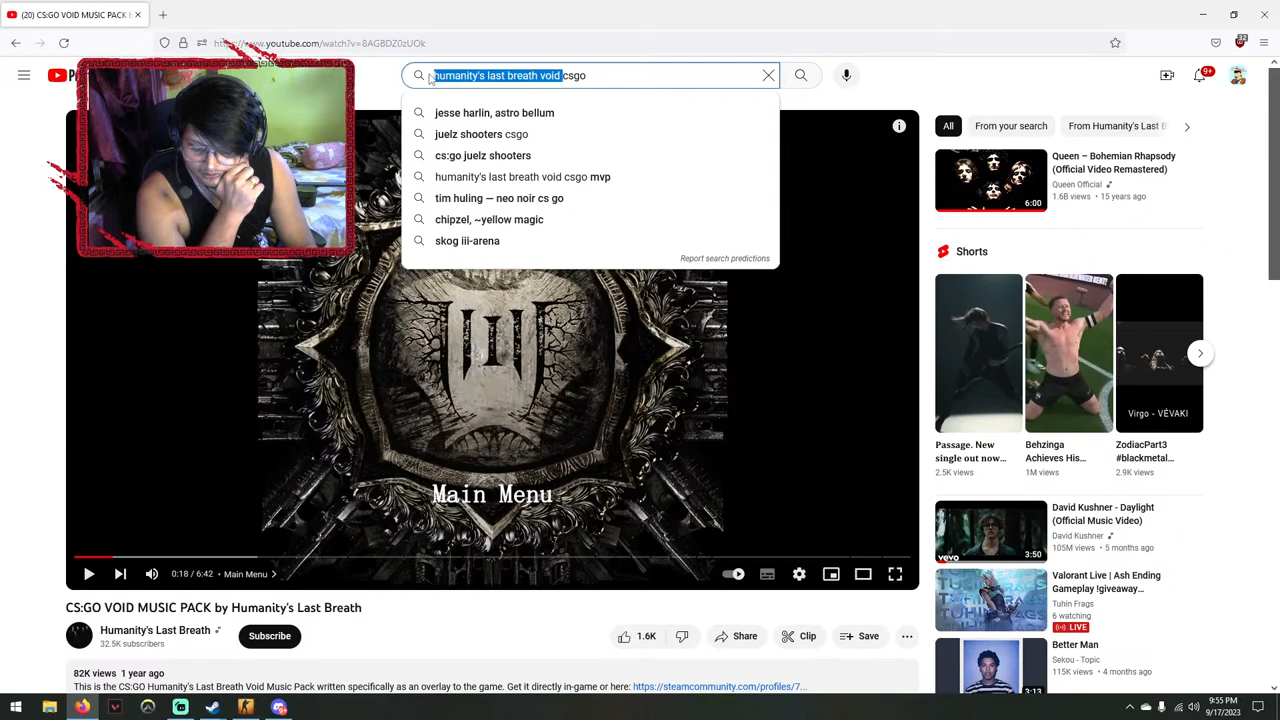 (20) CS:GO VOID MUSIC PACK b
https://www.youtube.com/watch?v=8AGBDZ0zUOk
32
humanity's last breath void csgo
9+
jesse harlin, astro bellum
juelz shooters csgo
cs:go juelz shooters
humanity's last breath void csgo mvp
tim huling — neo noir cs go
chipzel, ~yellow magic
skog iii-arena
Report search predictions
All
From your search
From Humanity's Last B
Queen – Bohemian Rhapsody
(Official Video Remastered)
Queen Official
1.6B views • 15 years ago
6:00
Shorts
Virgo - VÉVAKI
Passage. New
single out now...
2.5K views
Behzinga
Achieves His...
1M views
ZodiacPart3
#blackmetal...
2.9K views
Main Menu
0:18 / 6:42 • Main Menu
CS:GO VOID MUSIC PACK by Humanity's Last Breath
Humanity's Last Breath
32.5K subscribers
Subscribe
1.6K
Share
Clip
Save
82K views 1 year ago
This is the CS:GO Humanity's Last Breath Void Music Pack written specifically as an overlay to the game. Get it directly in-game or here: https://steamcommunity.com/profiles/7...
David Kushner - Daylight
(Official Music Video)
David Kushner
105M views • 5 months ago
vevo
3:50
Valorant Live | Ash Ending
Gameplay !giveaway...
Tuhin Frags
6 watching
LIVE
TUHIN FRAGS
Better Man
Sekou - Topic
115K views • 4 months ago
3:13
9:55 PM
9/17/2023